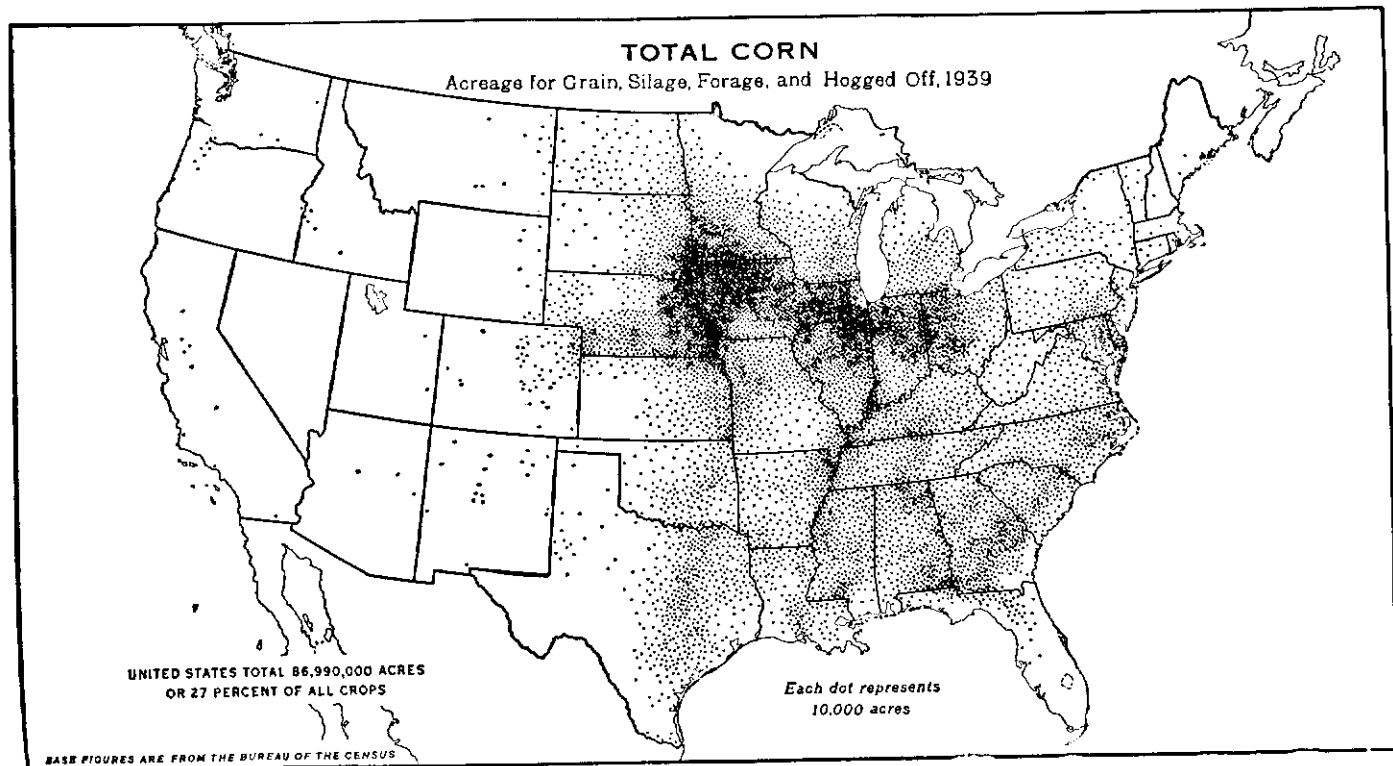 TOTAL CORN
Acreage for Grain, Silage, Forage, and Hogged Off, 1939
UNITED STATES TOTAL 86,990,000 ACRES
OR 27 PERCENT OF ALL CROPS
Each dot represents
10,000 acres
BASE FIGURES ARE FROM THE BUREAU OF THE CENSUS